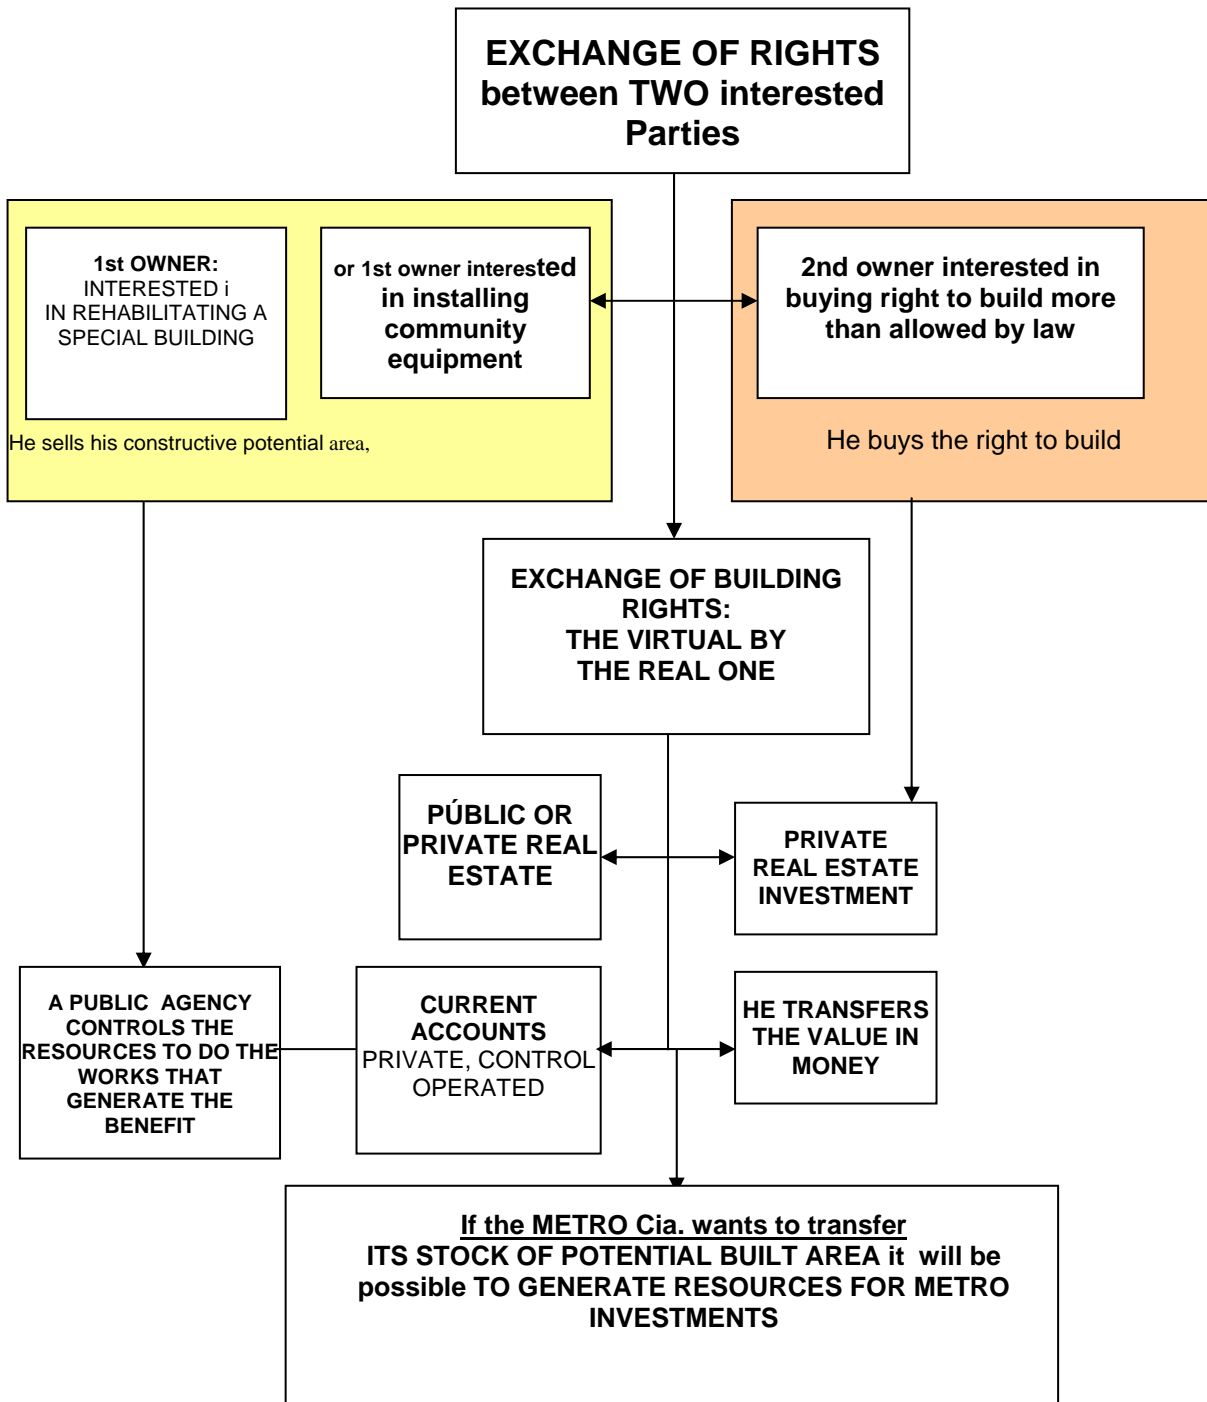 EXCHANGE OF RIGHTS
between TWO interested
Parties
1st OWNER:
INTERESTED i
IN REHABILITATING A
SPECIAL BUILDING
or 1st owner interested
in installing
community
equipment
He sells his constructive potential area,
2nd owner interested in
buying right to build more
than allowed by law
He buys the right to build
EXCHANGE OF BUILDING
RIGHTS:
THE VIRTUAL BY
THE REAL ONE
PÚBLIC OR
PRIVATE REAL
ESTATE
PRIVATE
REAL ESTATE
INVESTMENT
A PUBLIC AGENCY
CONTROLS THE
RESOURCES TO DO THE
WORKS THAT
GENERATE THE
BENEFIT
CURRENT
ACCOUNTS
PRIVATE, CONTROL
OPERATED
HE TRANSFERS
THE VALUE IN
MONEY
If the METRO Cia. wants to transfer
ITS STOCK OF POTENTIAL BUILT AREA it will be
possible TO GENERATE RESOURCES FOR METRO
INVESTMENTS